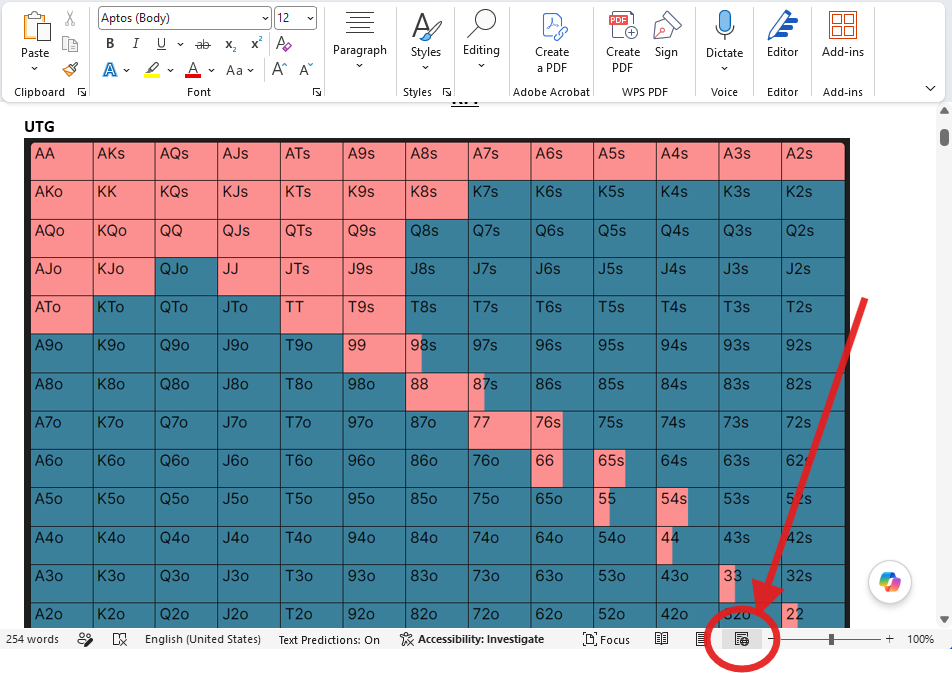 Aptos (Body) 12
B I U ab x₂ x² A
A A Aa A A
Paste
Paragraph
Styles
Editing
Create
a PDF
Create
PDF
Sign
Dictate
Editor
Add-ins
Clipboard Font Styles Adobe Acrobat WPS PDF Voice Editor Add-ins
UTG
AA AKs AQs AJs ATs A9s A8s A7s A6s A5s A4s A3s A2s
AKo KK KQs KJs KTs K9s K8s K7s K6s K5s K4s K3s K2s
AQo KQo QQ QJs QTs Q9s Q8s Q7s Q6s Q5s Q4s Q3s Q2s
AJo KJo QJo JJ JTs J9s J8s J7s J6s J5s J4s J3s J2s
ATo KTo QTo JTo TT T9s T8s T7s T6s T5s T4s T3s T2s
A9o K9o Q9o J9o T9o 99 98s 97s 96s 95s 94s 93s 92s
A8o K8o Q8o J8o T8o 98o 88 87s 86s 85s 84s 83s 82s
A7o K7o Q7o J7o T7o 97o 87o 77 76s 75s 74s 73s 72s
A6o K6o Q6o J6o T6o 96o 86o 76o 66 65s 64s 63s 62s
A5o K5o Q5o J5o T5o 95o 85o 75o 65o 55 54s 53s 52s
A4o K4o Q4o J4o T4o 94o 84o 74o 64o 54o 44 43s 42s
A3o K3o Q3o J3o T3o 93o 83o 73o 63o 53o 43o 33 32s
A2o K2o Q2o J2o T2o 92o 82o 72o 62o 52o 42o 32o 22
254 words English (United States) Text Predictions: On Accessibility: Investigate Focus 100%